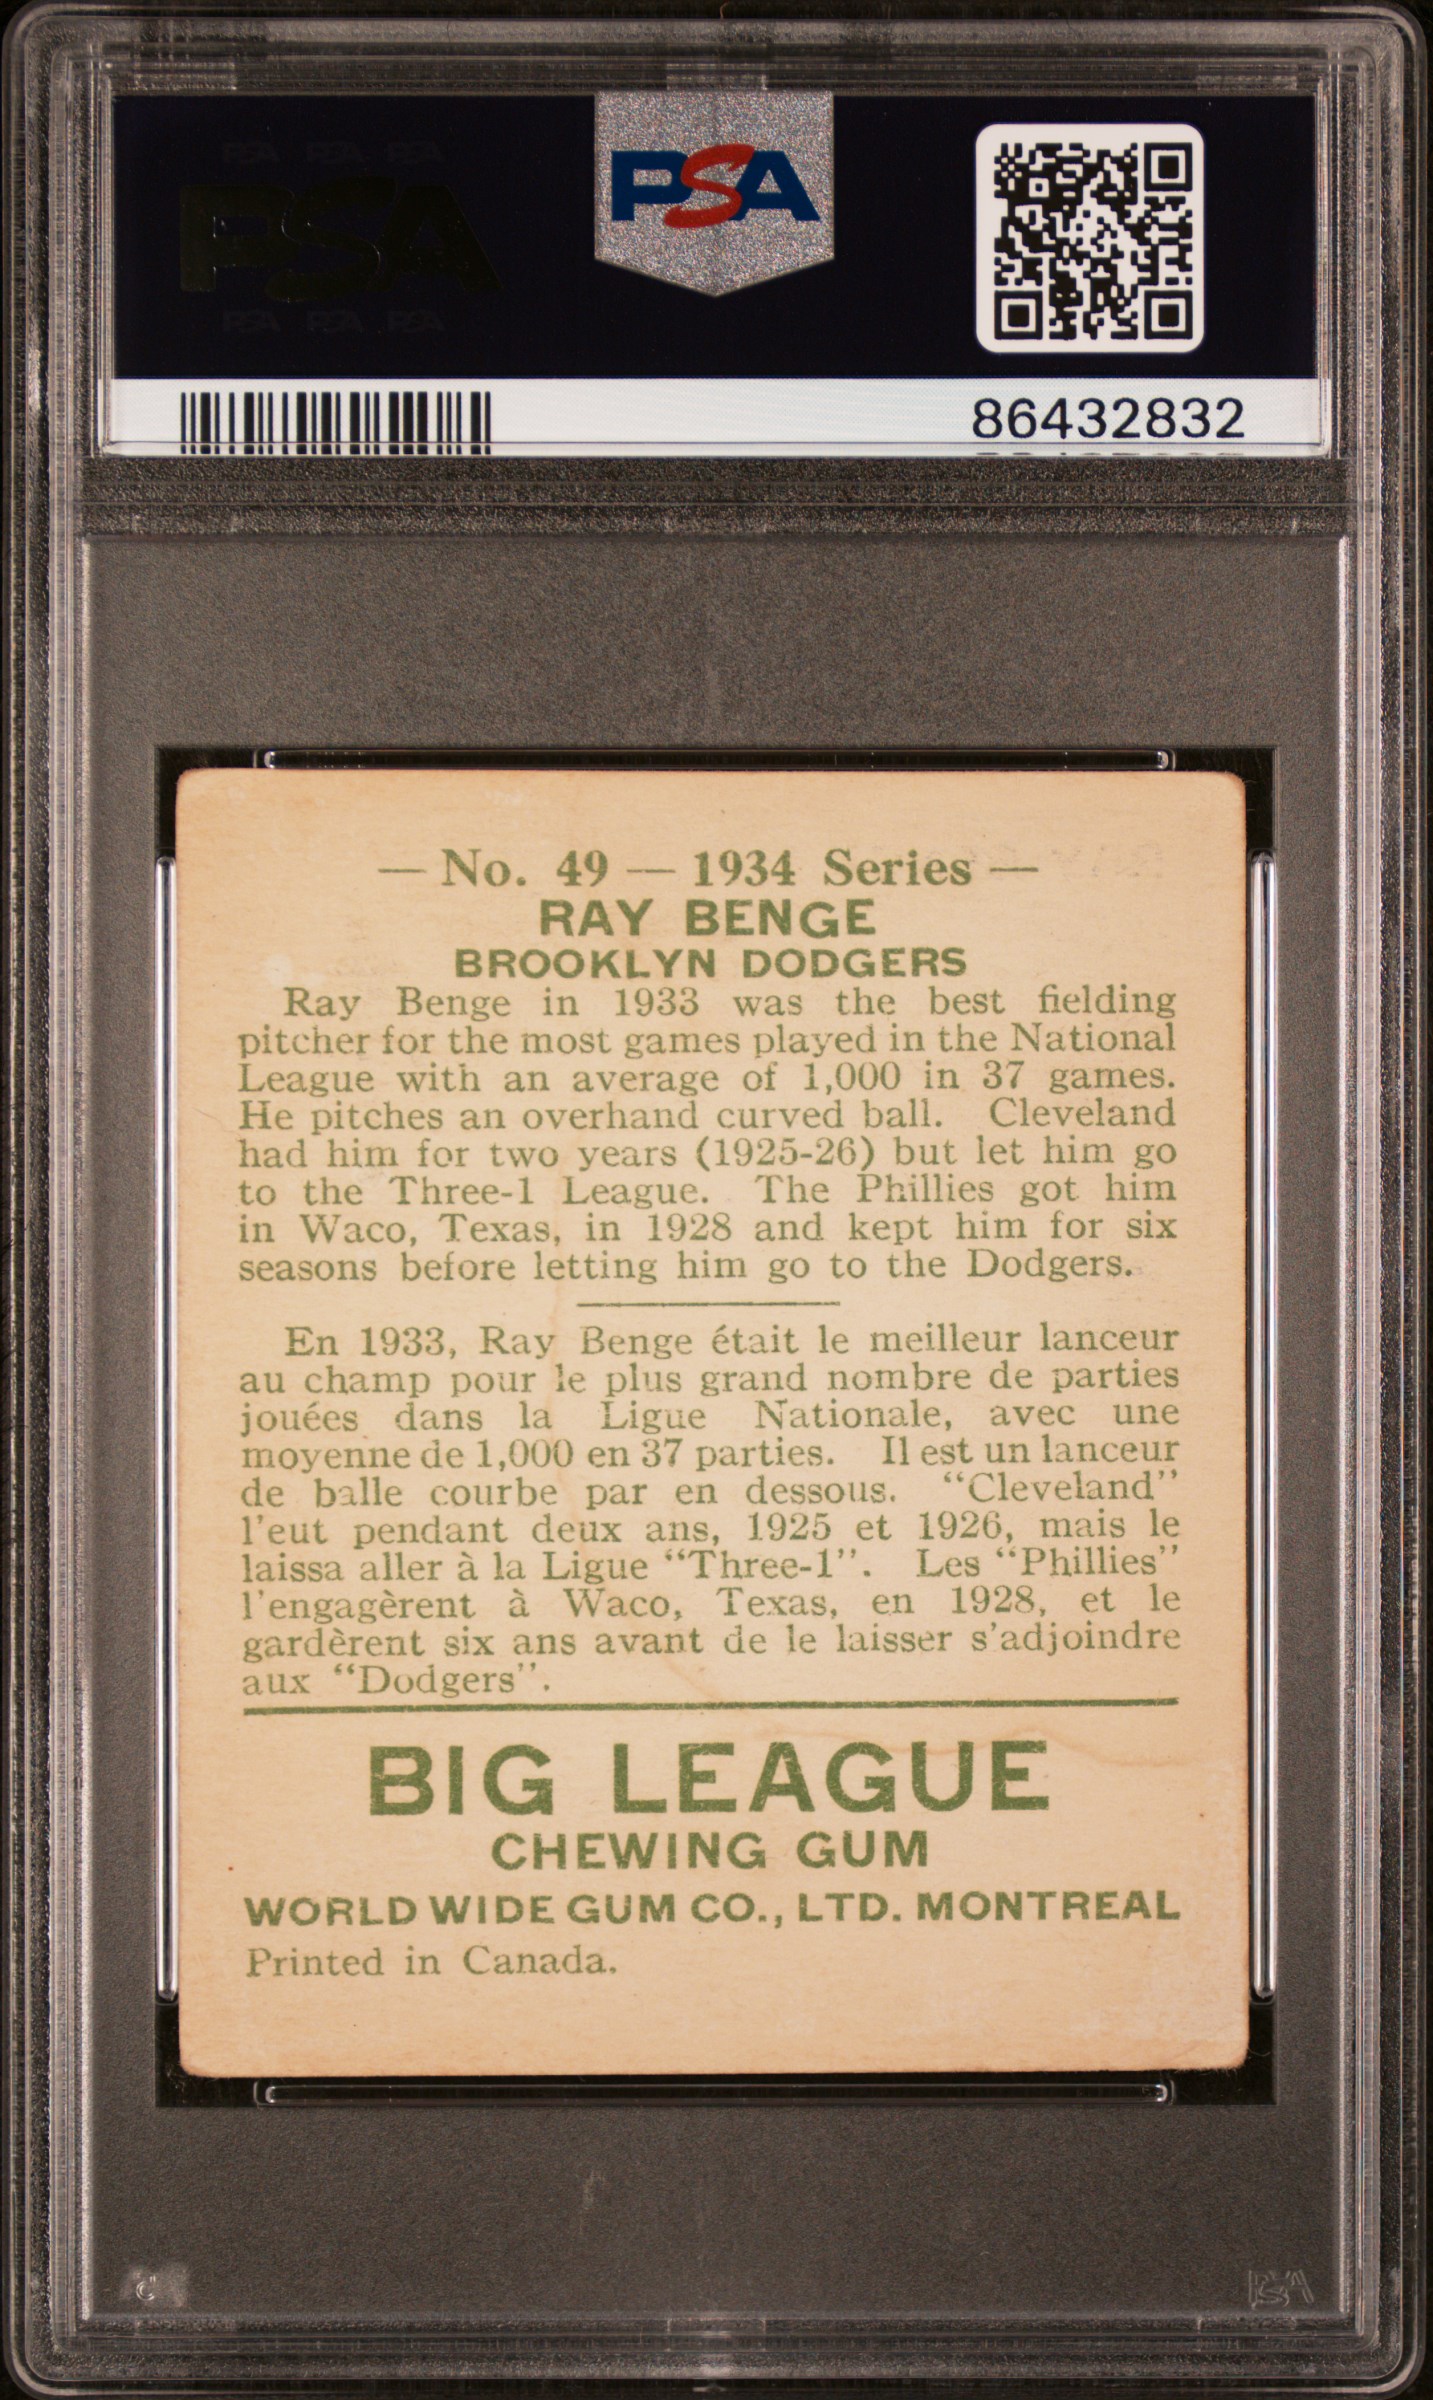 PSA PSA PSA
PSA
PSA PSA PSA
PSA
86432832
— No. 49 — 1934 Series —
RAY BENGE
BROOKLYN DODGERS
Ray Benge in 1933 was the best fielding
pitcher for the most games played in the National
League with an average of 1,000 in 37 games.
He pitches an overhand curved ball. Cleveland
had him for two years (1925-26) but let him go
to the Three-1 League. The Phillies got him
in Waco, Texas, in 1928 and kept him for six
seasons before letting him go to the Dodgers.
En 1933, Ray Benge était le meilleur lanceur
au champ pour le plus grand nombre de parties
jouées dans la Ligue Nationale, avec une
moyenne de 1,000 en 37 parties. Il est un lanceur
de balle courbe par en dessous. “Cleveland”
l'eut pendant deux ans, 1925 et 1926, mais le
laissa aller à la Ligue “Three-1”. Les “Phillies”
l'engagèrent à Waco, Texas, en 1928, et le
gardèrent six ans avant de le laisser s'adjoindre
aux “Dodgers”.
BIG LEAGUE
CHEWING GUM
WORLD WIDE GUM CO., LTD. MONTREAL
Printed in Canada.
PSA